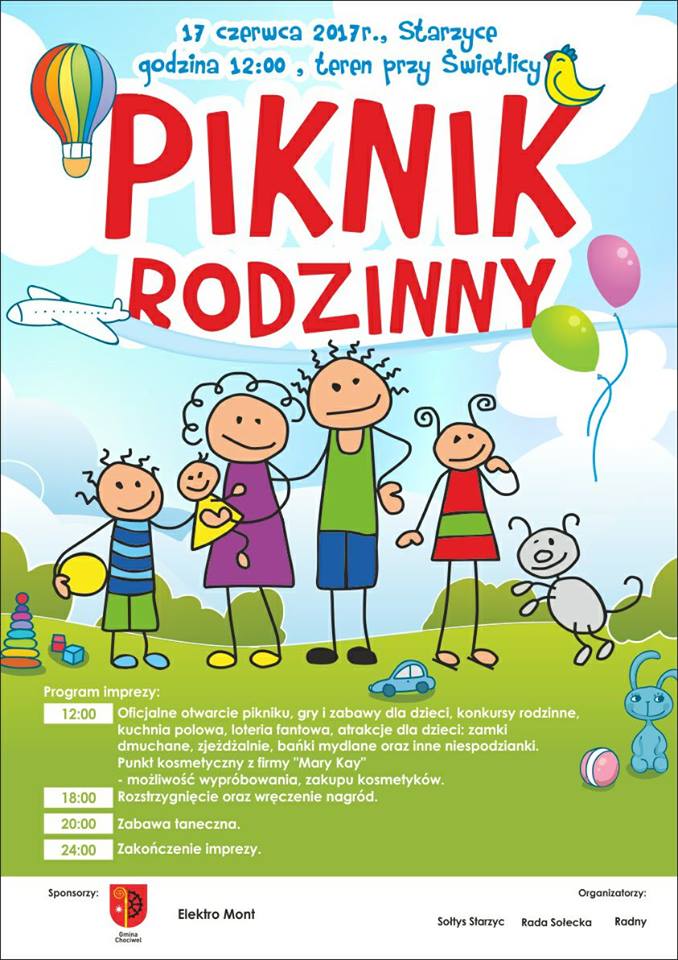 17 czerwca 2017r., Starzyce
godzina 12:00 , teren przy Świetlicy
PIKNIK
RODZINNY
Program imprezy:
12:00 Oficjalne otwarcie pikniku, gry i zabawy dla dzieci, konkursy rodzinne,
kuchnia polowa, loteria fantowa, atrakcje dla dzieci: zamki
dmuchane, zjeżdżalnie, bańki mydlane oraz inne niespodzianki.
Punkt kosmetyczny z firmy "Mary Kay"
- możliwość wypróbowania, zakupu kosmetyków.
18:00 Rozstrzygnięcie oraz wręczenie nagród.
20:00 Zabawa taneczna.
24:00 Zakończenie imprezy.
Sponsorzy:
Gmina
Chociwel
Elektro Mont
Organizatorzy:
Sołtys Starzyc Rada Sołecka Radny